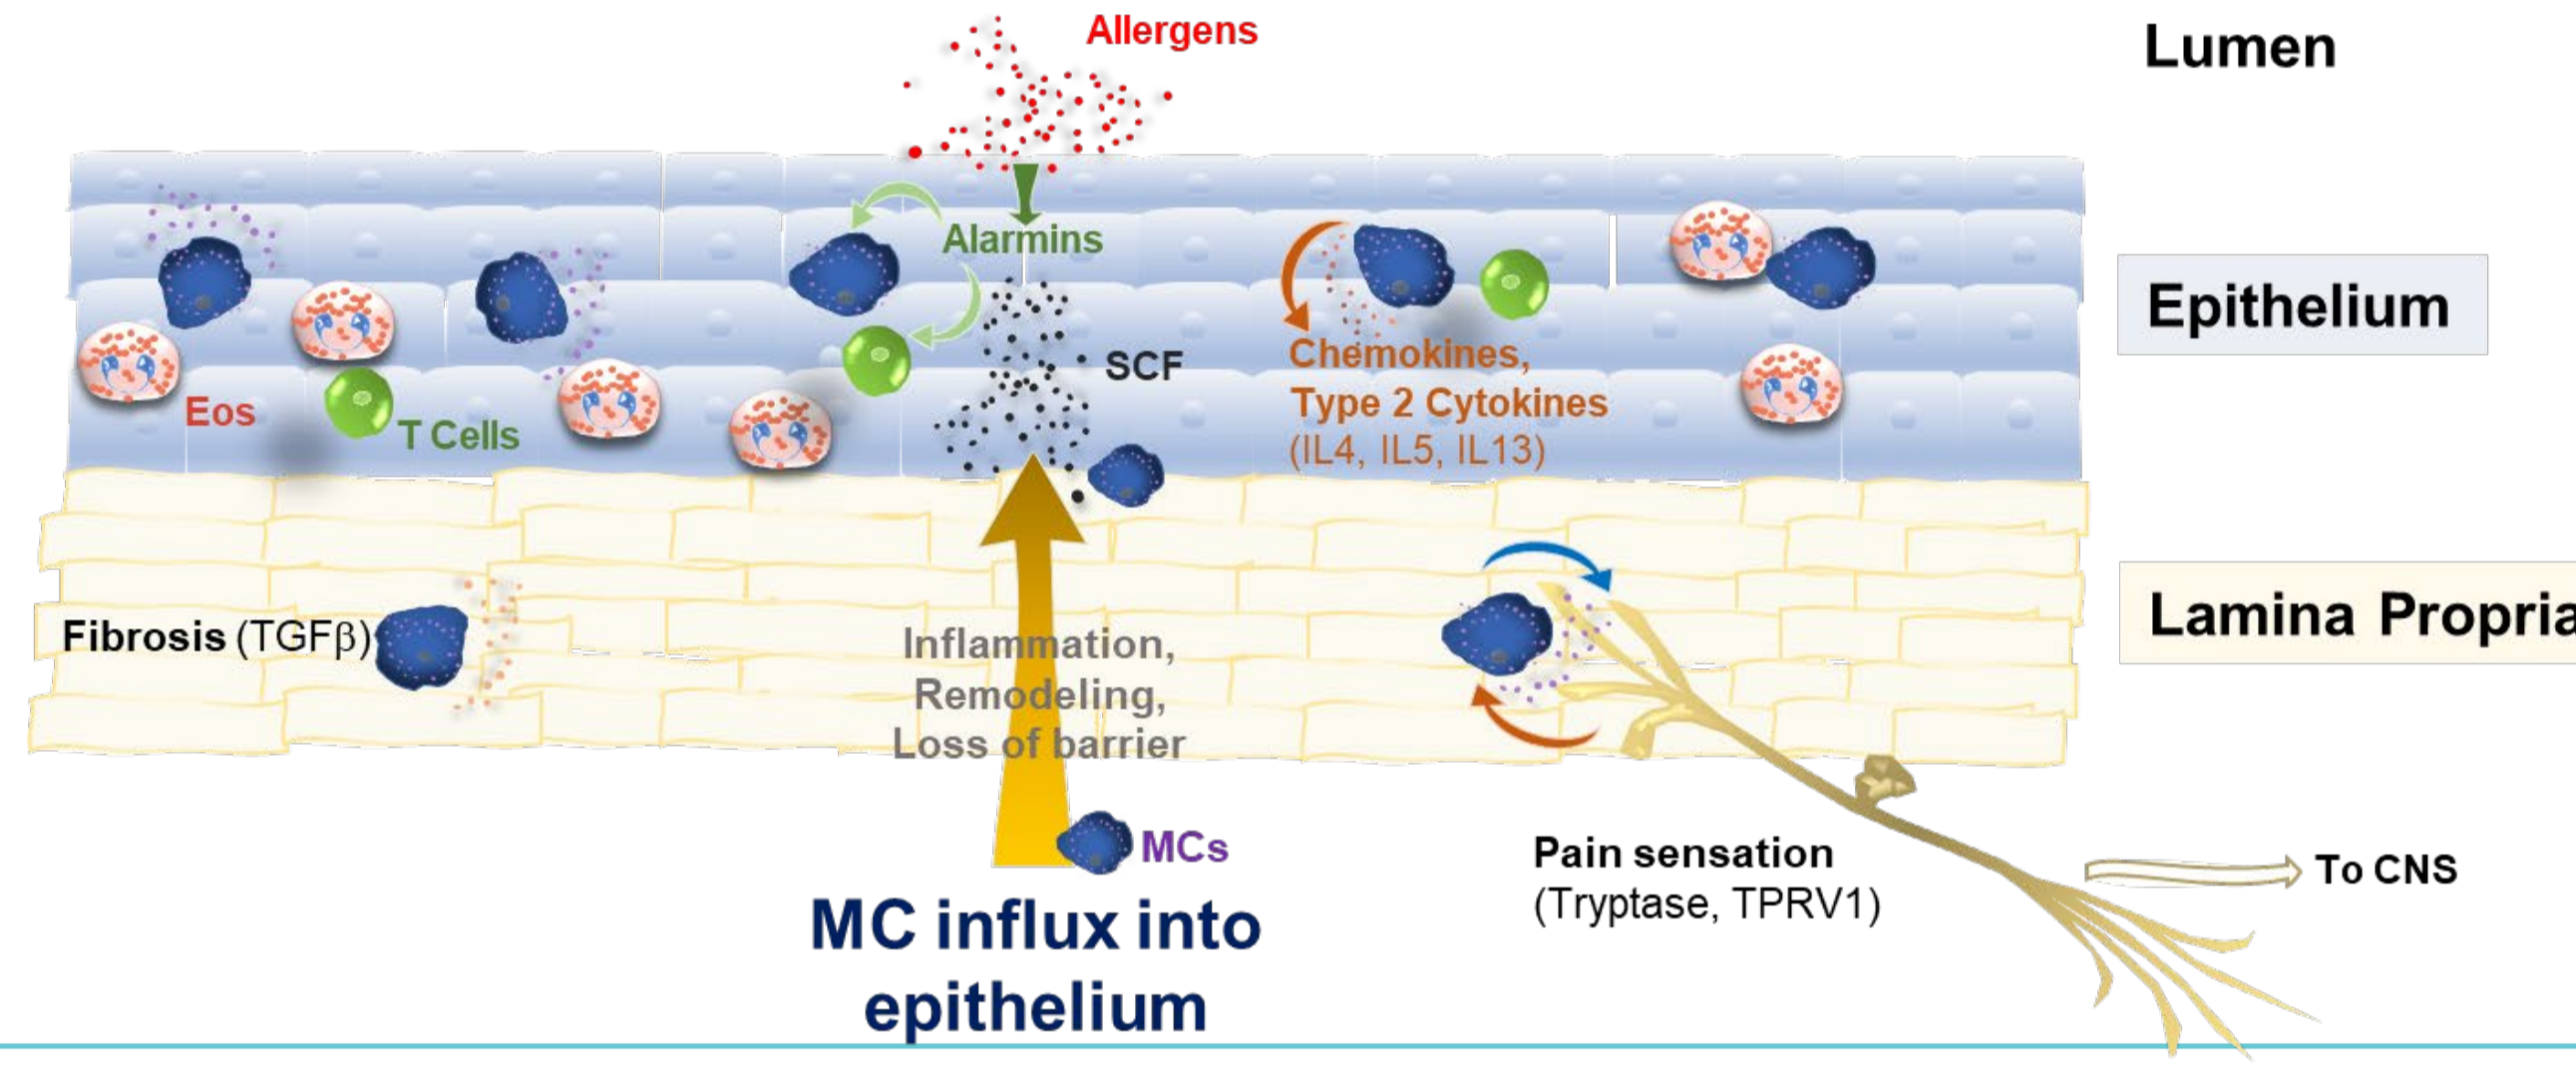 Allergens
Lumen
Alarmins
Epithelium
SCF
Chemokines,
Type 2 Cytokines
(IL4, IL5, IL13)
Eos
T Cells
Fibrosis (TGFβ)
Inflammation,
Remodeling,
Loss of barrier
Lamina Propria
MCs
MC influx into
epithelium
Pain sensation
(Tryptase, TPRV1)
To CNS